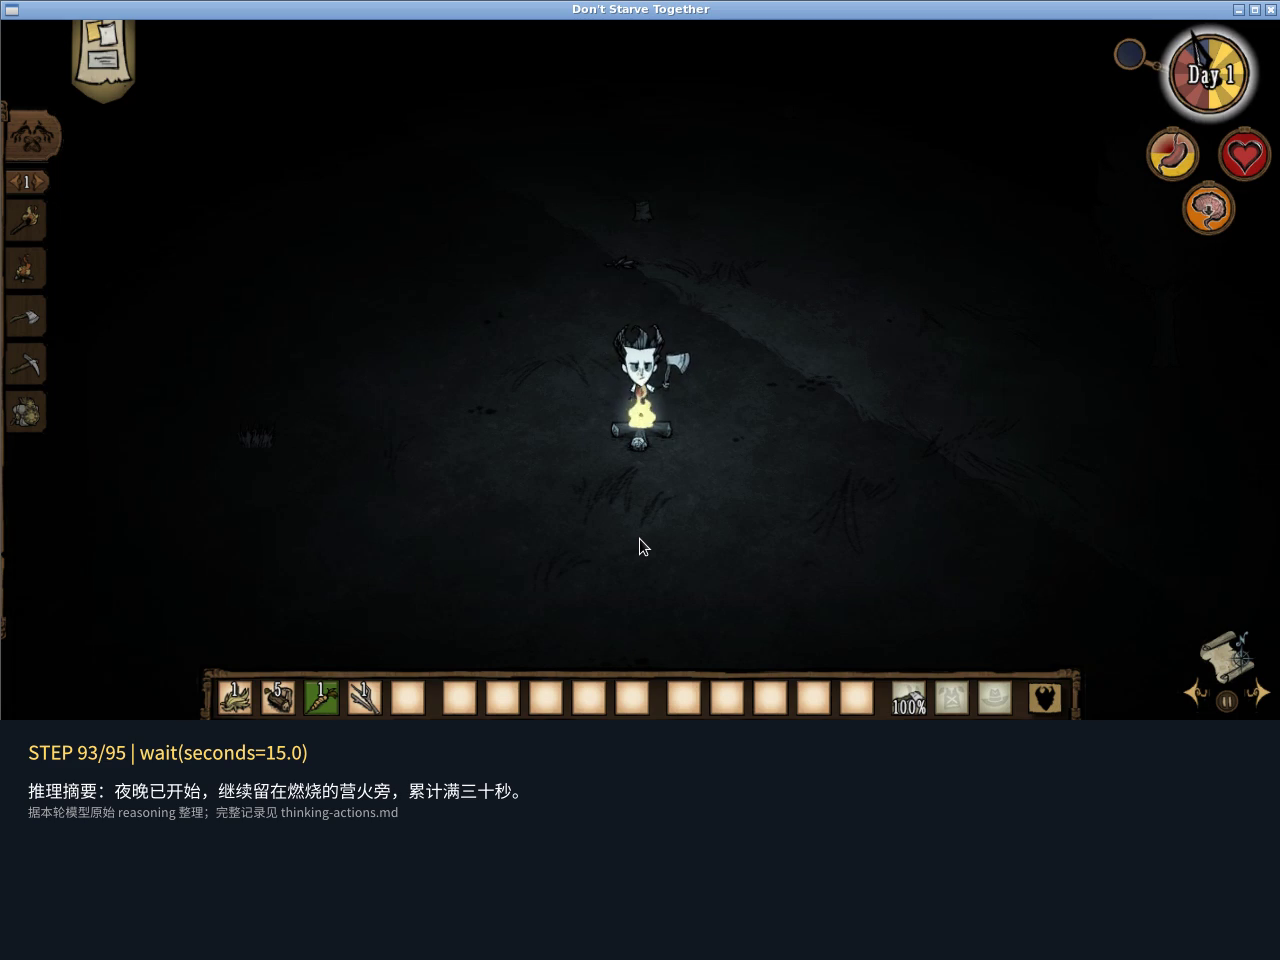 Don't Starve Together
Day 1
1
1
5
1
1
100%
STEP 93/95 | wait(seconds=15.0)
推理摘要：夜晚已开始，继续留在燃烧的营火旁，累计满三十秒。
据本轮模型原始 reasoning 整理；完整记录见 thinking-actions.md